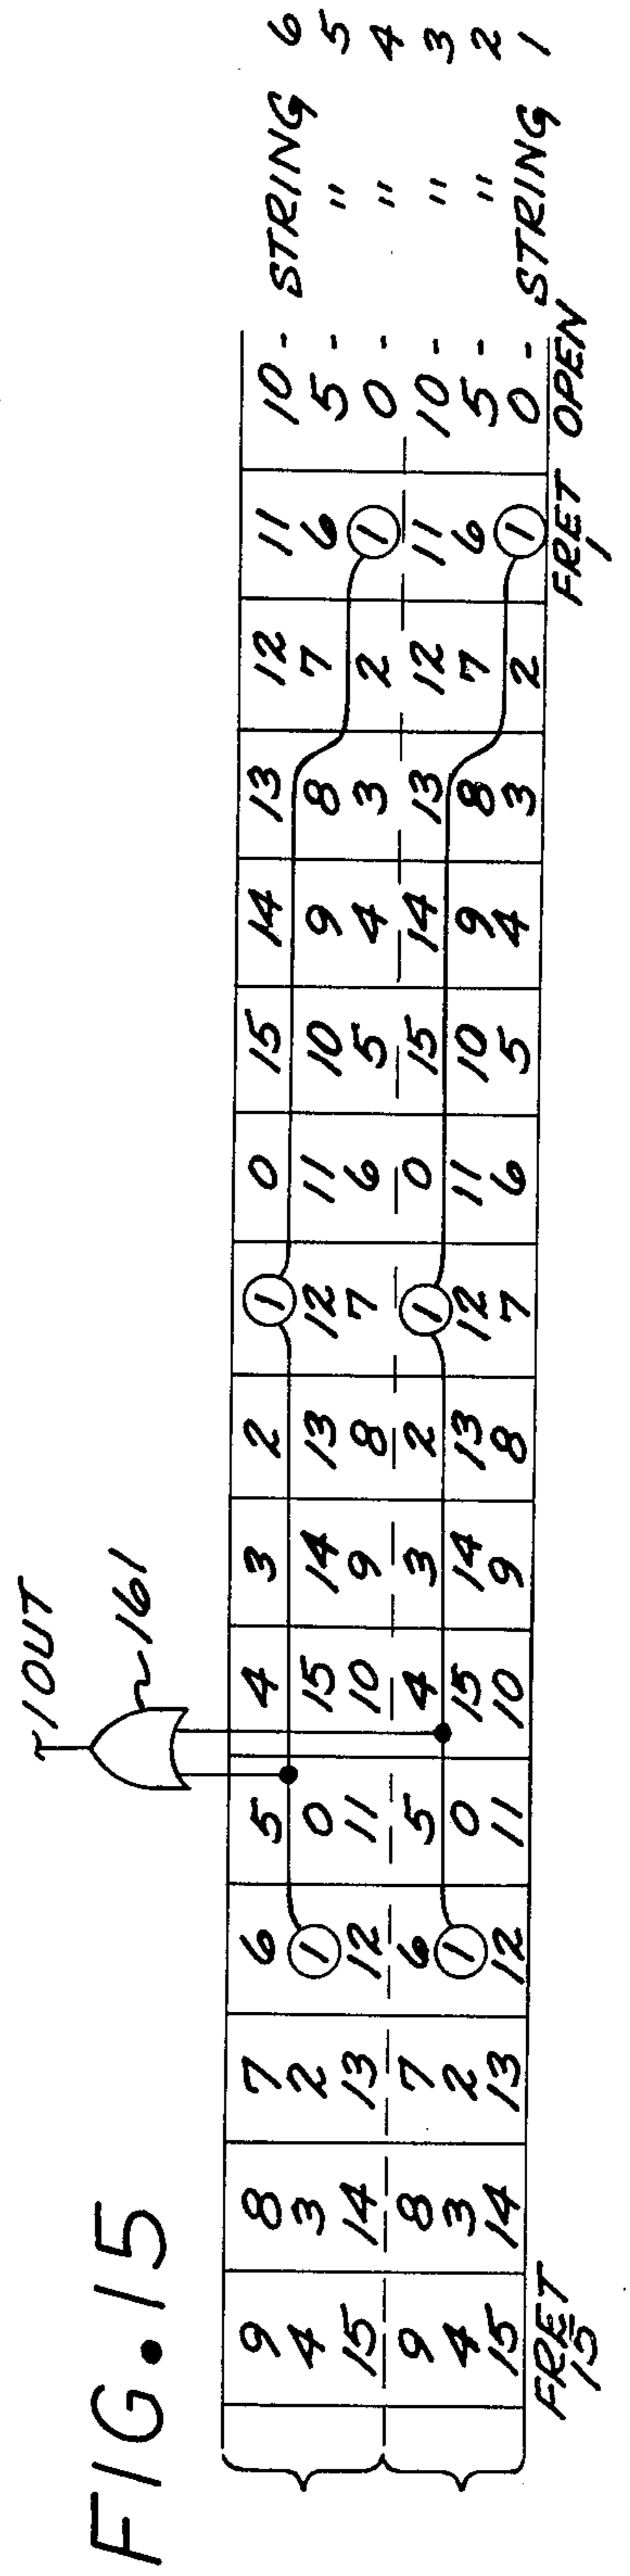 FIG. 15
1 OUT
161
9 8 7 6 5 4 3 2 1 0 15 14 13 12 11 10 - STRING 6
4 3 2 1 0 15 14 13 12 11 10 9 8 7 6 5 - " 5
15 14 13 12 11 10 9 8 7 6 5 4 3 2 1 0 - " 4
9 8 7 6 5 4 3 2 1 0 15 14 13 12 11 10 - " 3
4 3 2 1 0 15 14 13 12 11 10 9 8 7 6 5 - " 2
15 14 13 12 11 10 9 8 7 6 5 4 3 2 1 0 - STRING 1
FRET 15
FRET 1
OPEN